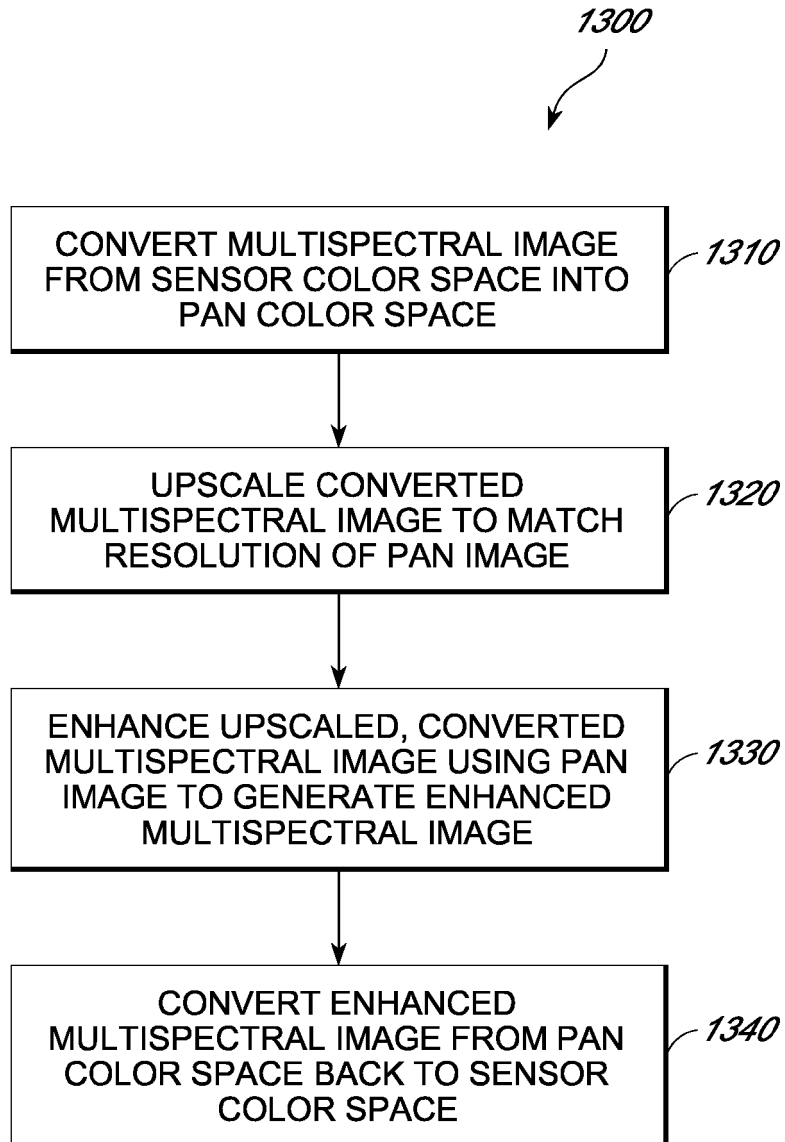 1300
CONVERT MULTISPECTRAL IMAGE
FROM SENSOR COLOR SPACE INTO
PAN COLOR SPACE
1310
UPSCALE CONVERTED
MULTISPECTRAL IMAGE TO MATCH
RESOLUTION OF PAN IMAGE
1320
ENHANCE UPSCALED, CONVERTED
MULTISPECTRAL IMAGE USING PAN
IMAGE TO GENERATE ENHANCED
MULTISPECTRAL IMAGE
1330
CONVERT ENHANCED
MULTISPECTRAL IMAGE FROM PAN
COLOR SPACE BACK TO SENSOR
COLOR SPACE
1340